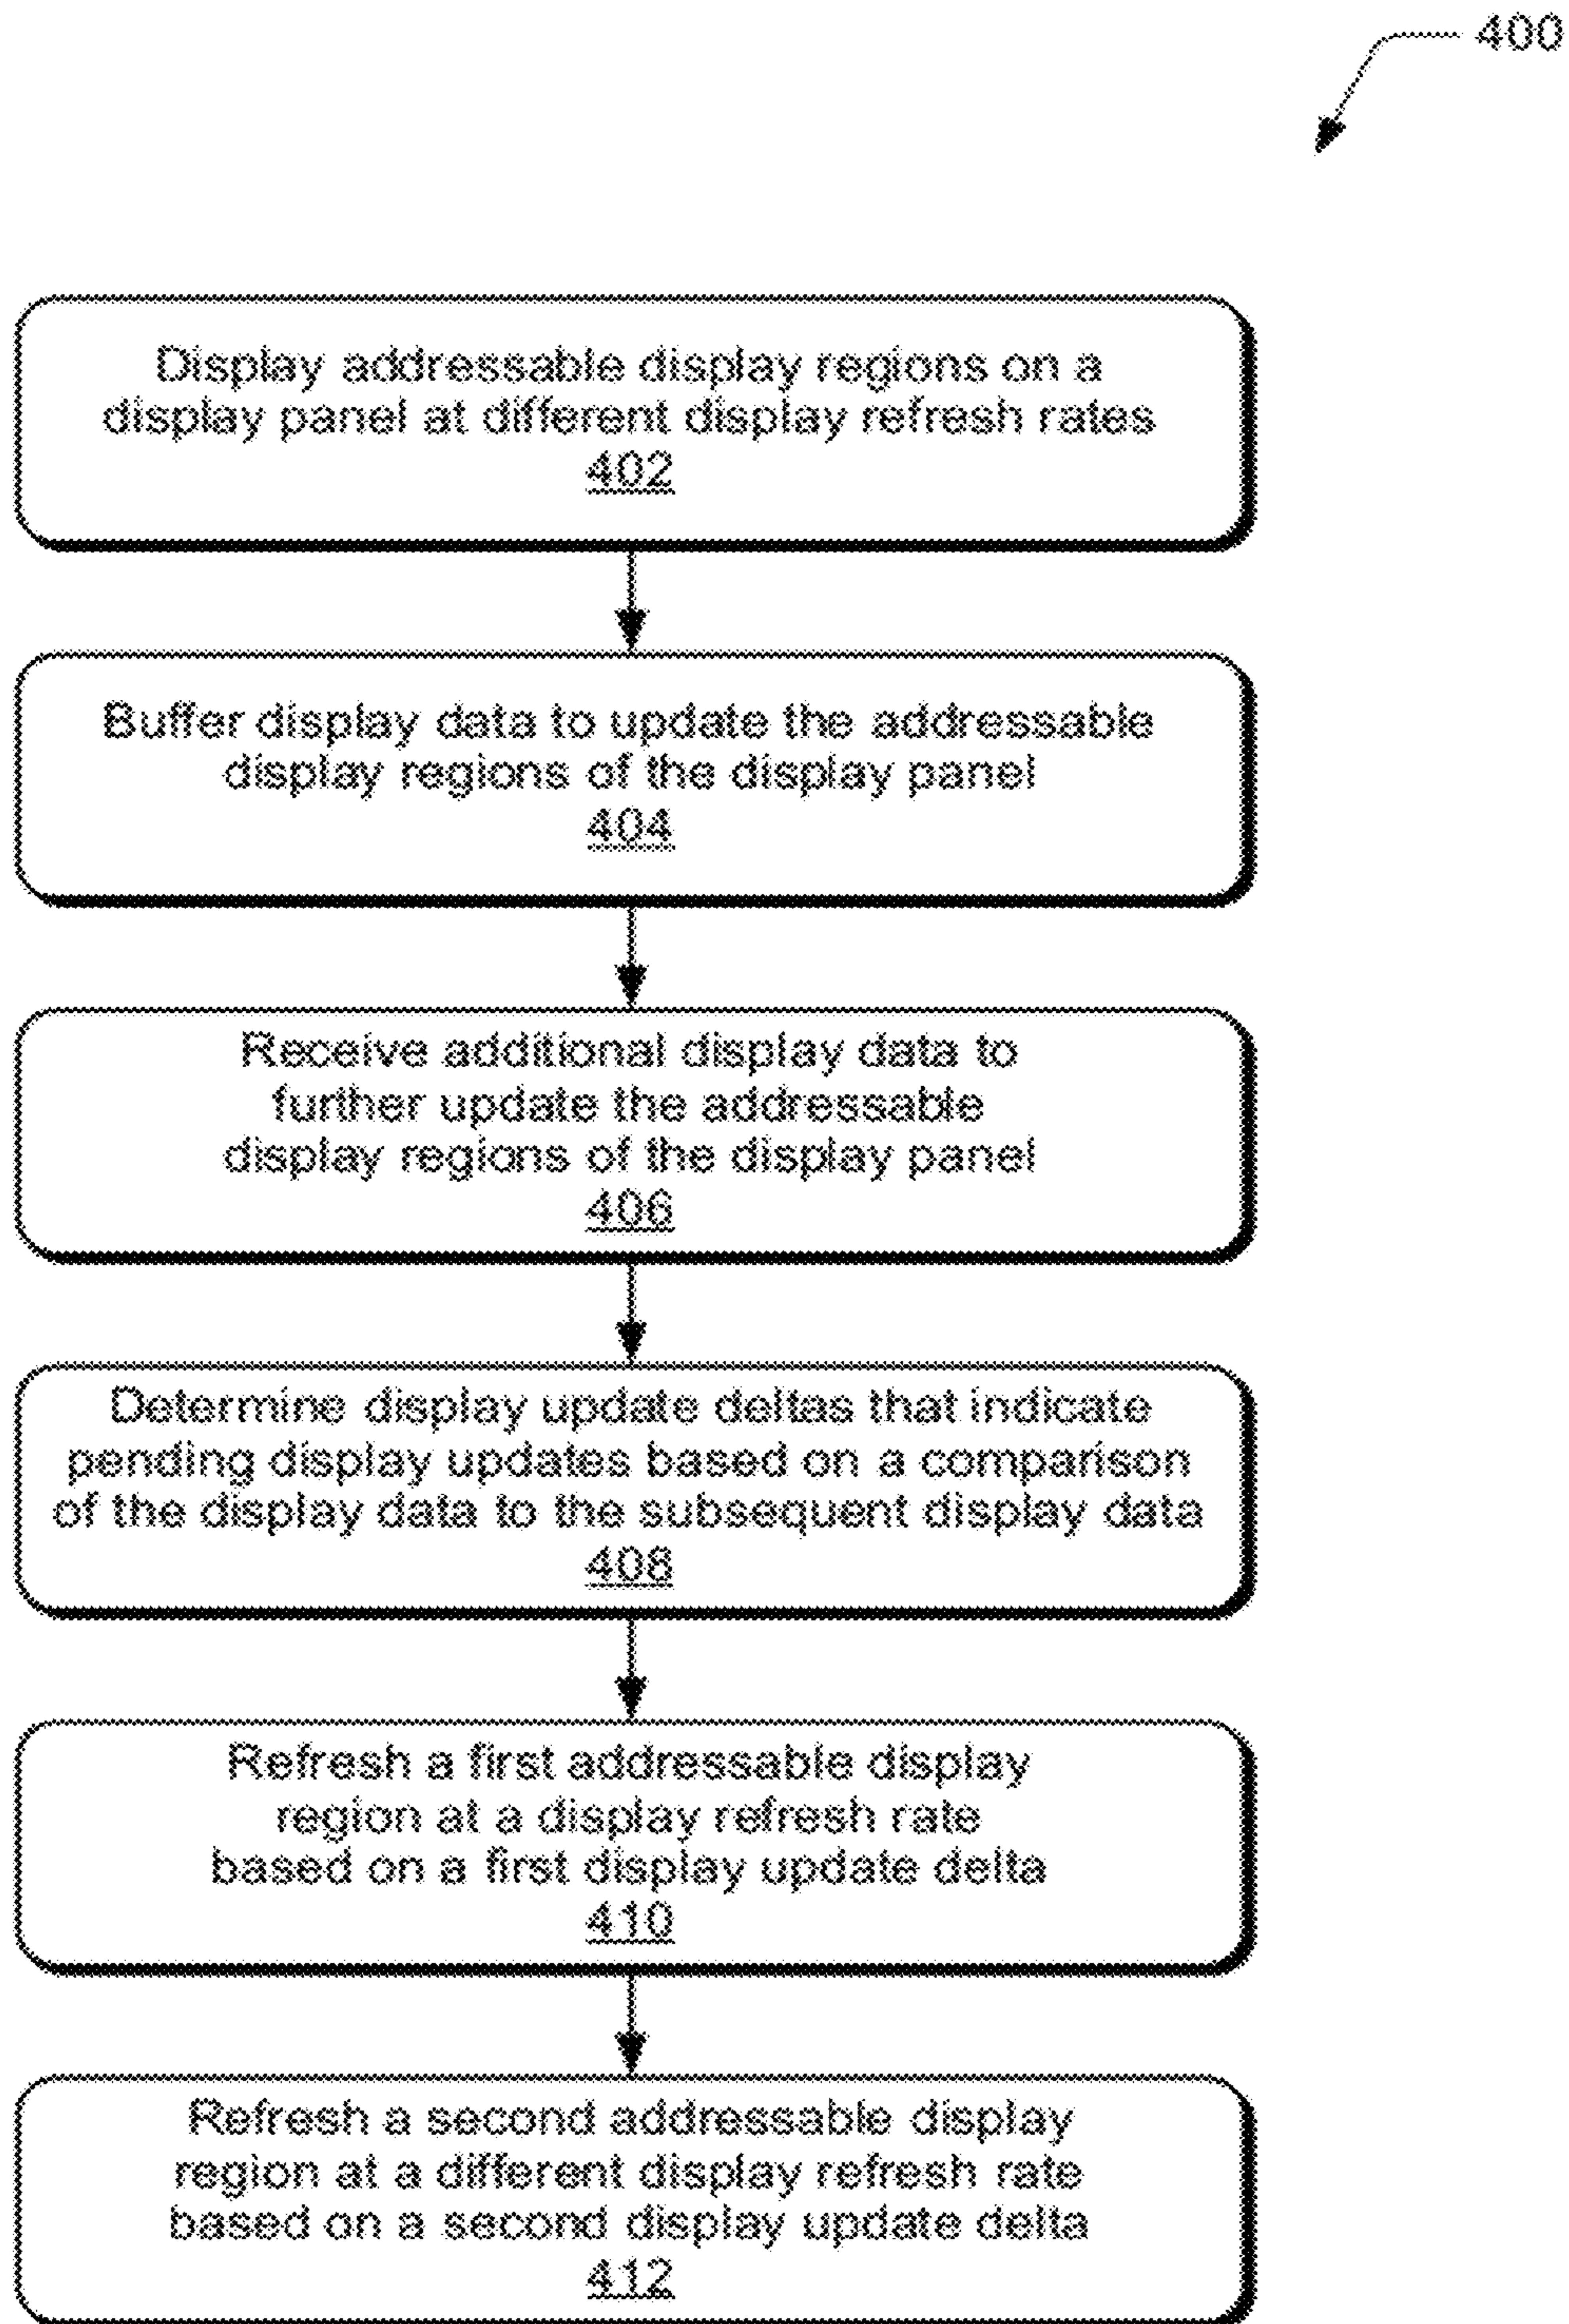 400
Display addressable display regions on a
display panel at different display refresh rates
402
Buffer display data to update the addressable
display regions of the display panel
404
Receive additional display data to
further update the addressable
display regions of the display panel
406
Determine display update deltas that indicate
pending display updates based on a comparison
of the display data to the subsequent display data
408
Refresh a first addressable display
region at a display refresh rate
based on a first display update delta
410
Refresh a second addressable display
region at a different display refresh rate
based on a second display update delta
412